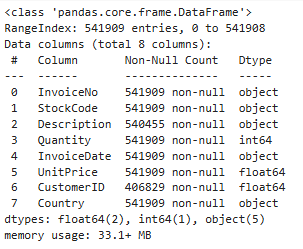 <class 'pandas.core.frame.DataFrame'>
RangeIndex: 541909 entries, 0 to 541908
Data columns (total 8 columns):
 #   Column       Non-Null Count   Dtype
---  ------       --------------   -----
 0   InvoiceNo    541909 non-null  object
 1   StockCode    541909 non-null  object
 2   Description  540455 non-null  object
 3   Quantity     541909 non-null  int64
 4   InvoiceDate  541909 non-null  object
 5   UnitPrice    541909 non-null  float64
 6   CustomerID   406829 non-null  float64
 7   Country      541909 non-null  object
dtypes: float64(2), int64(1), object(5)
memory usage: 33.1+ MB